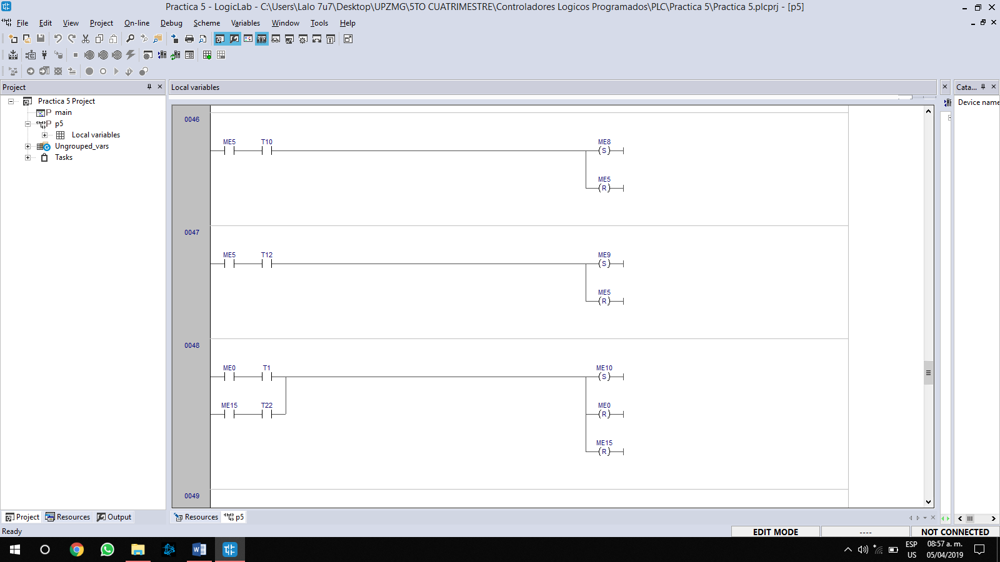 Practica 5 - LogicLab - C:\Users\Lalo 7u7\Desktop\UPZMG\5TO CUATRIMESTRE\Controladores Logicos Programados\PLC\Practica 5\Practica 5.plcprj - [p5]
File Edit View Project On-line Debug Scheme Variables Window Tools Help
Project
Local variables
Cata...
Practica 5 Project
main
p5
Local variables
Ungrouped_vars
Tasks
Device name
0046
ME5 T10 ME8
S
ME5
R
0047
ME5 T12 ME9
S
ME5
R
0048
ME0 T1 ME10
S
ME15 T22 ME0
R
ME15
R
0049
Project Resources Output
Resources p5
Ready
EDIT MODE ---- NOT CONNECTED
ESP 08:57 a. m.
US 05/04/2019